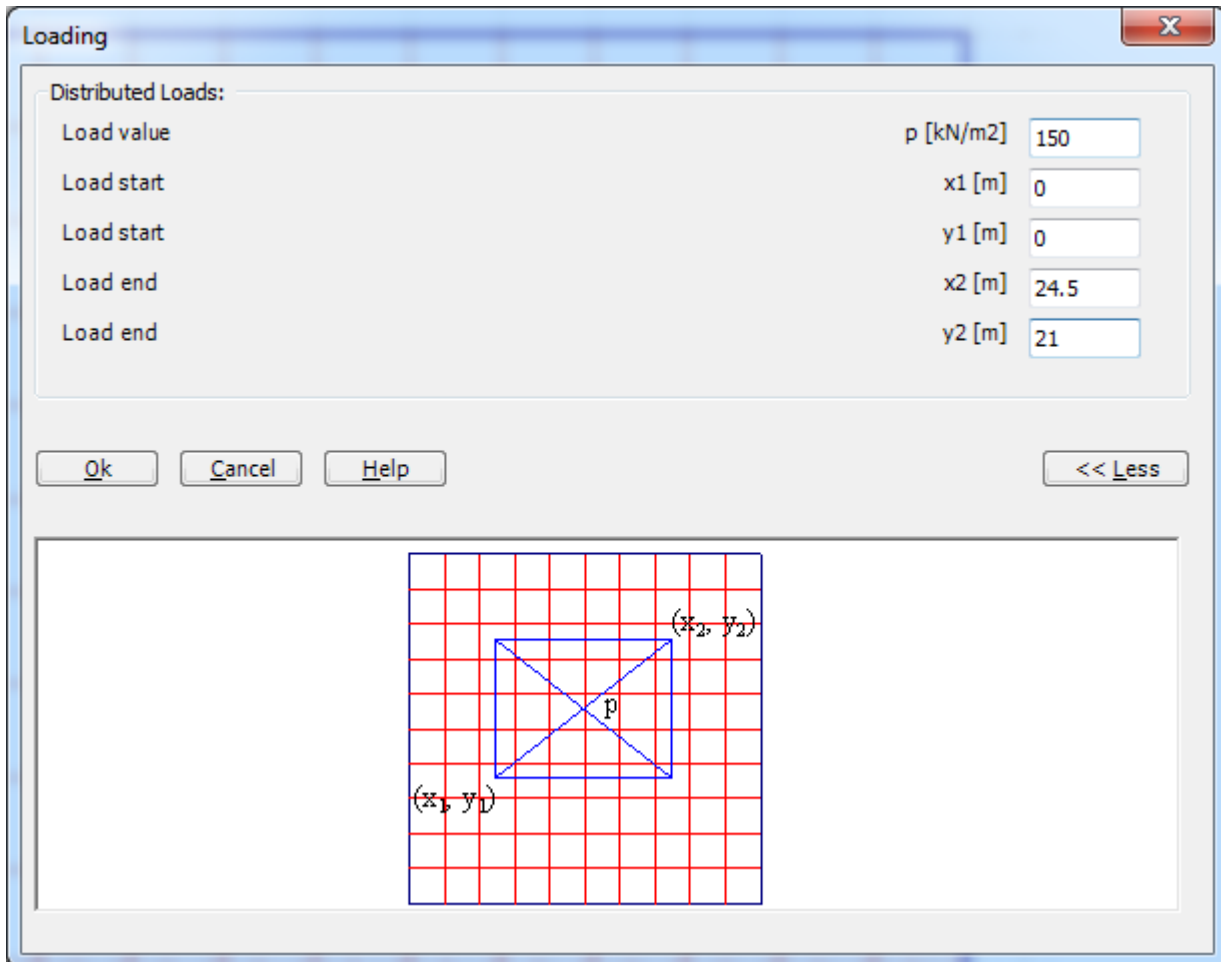 Loading
Distributed Loads:
Load value p [kN/m2] 150
Load start x1 [m] 0
Load start y1 [m] 0
Load end x2 [m] 24.5
Load end y2 [m] 21
Ok Cancel Help << Less
(x₂, y₂)
p
(x₁, y₁)